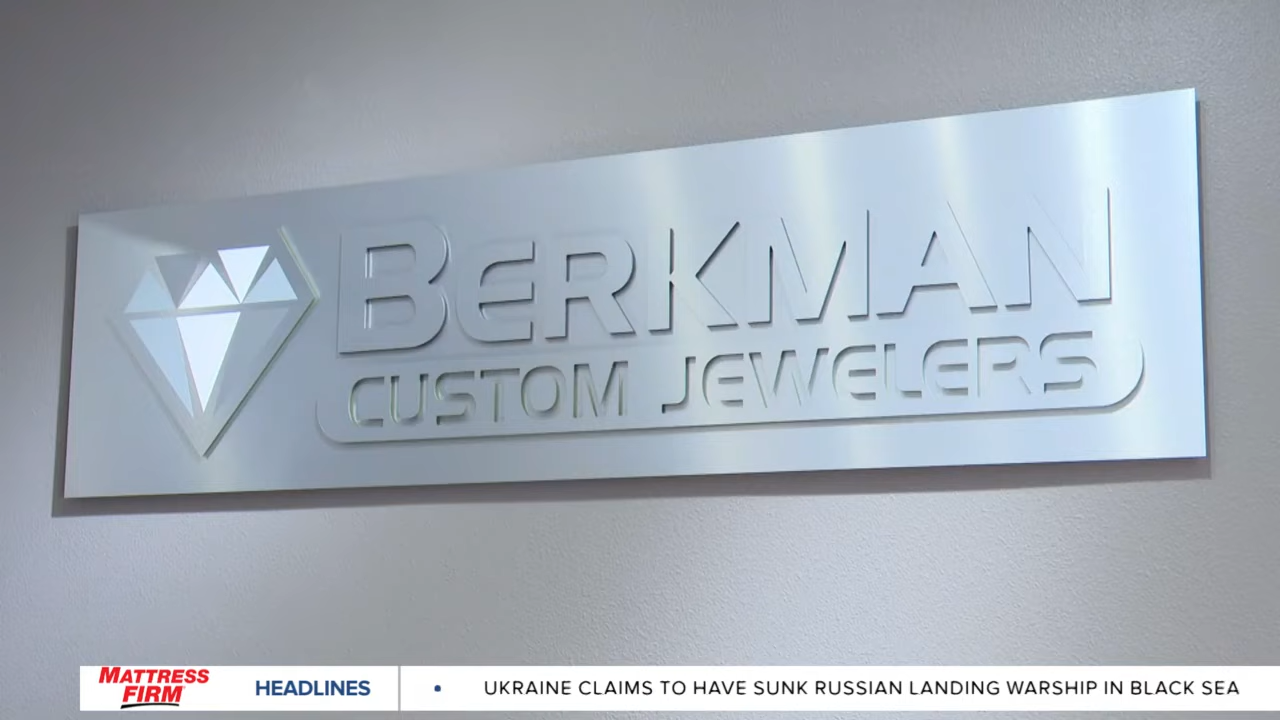 BERKMAN
CUSTOM JEWELERS
MATTRESS
FIRM
HEADLINES
• UKRAINE CLAIMS TO HAVE SUNK RUSSIAN LANDING WARSHIP IN BLACK SEA